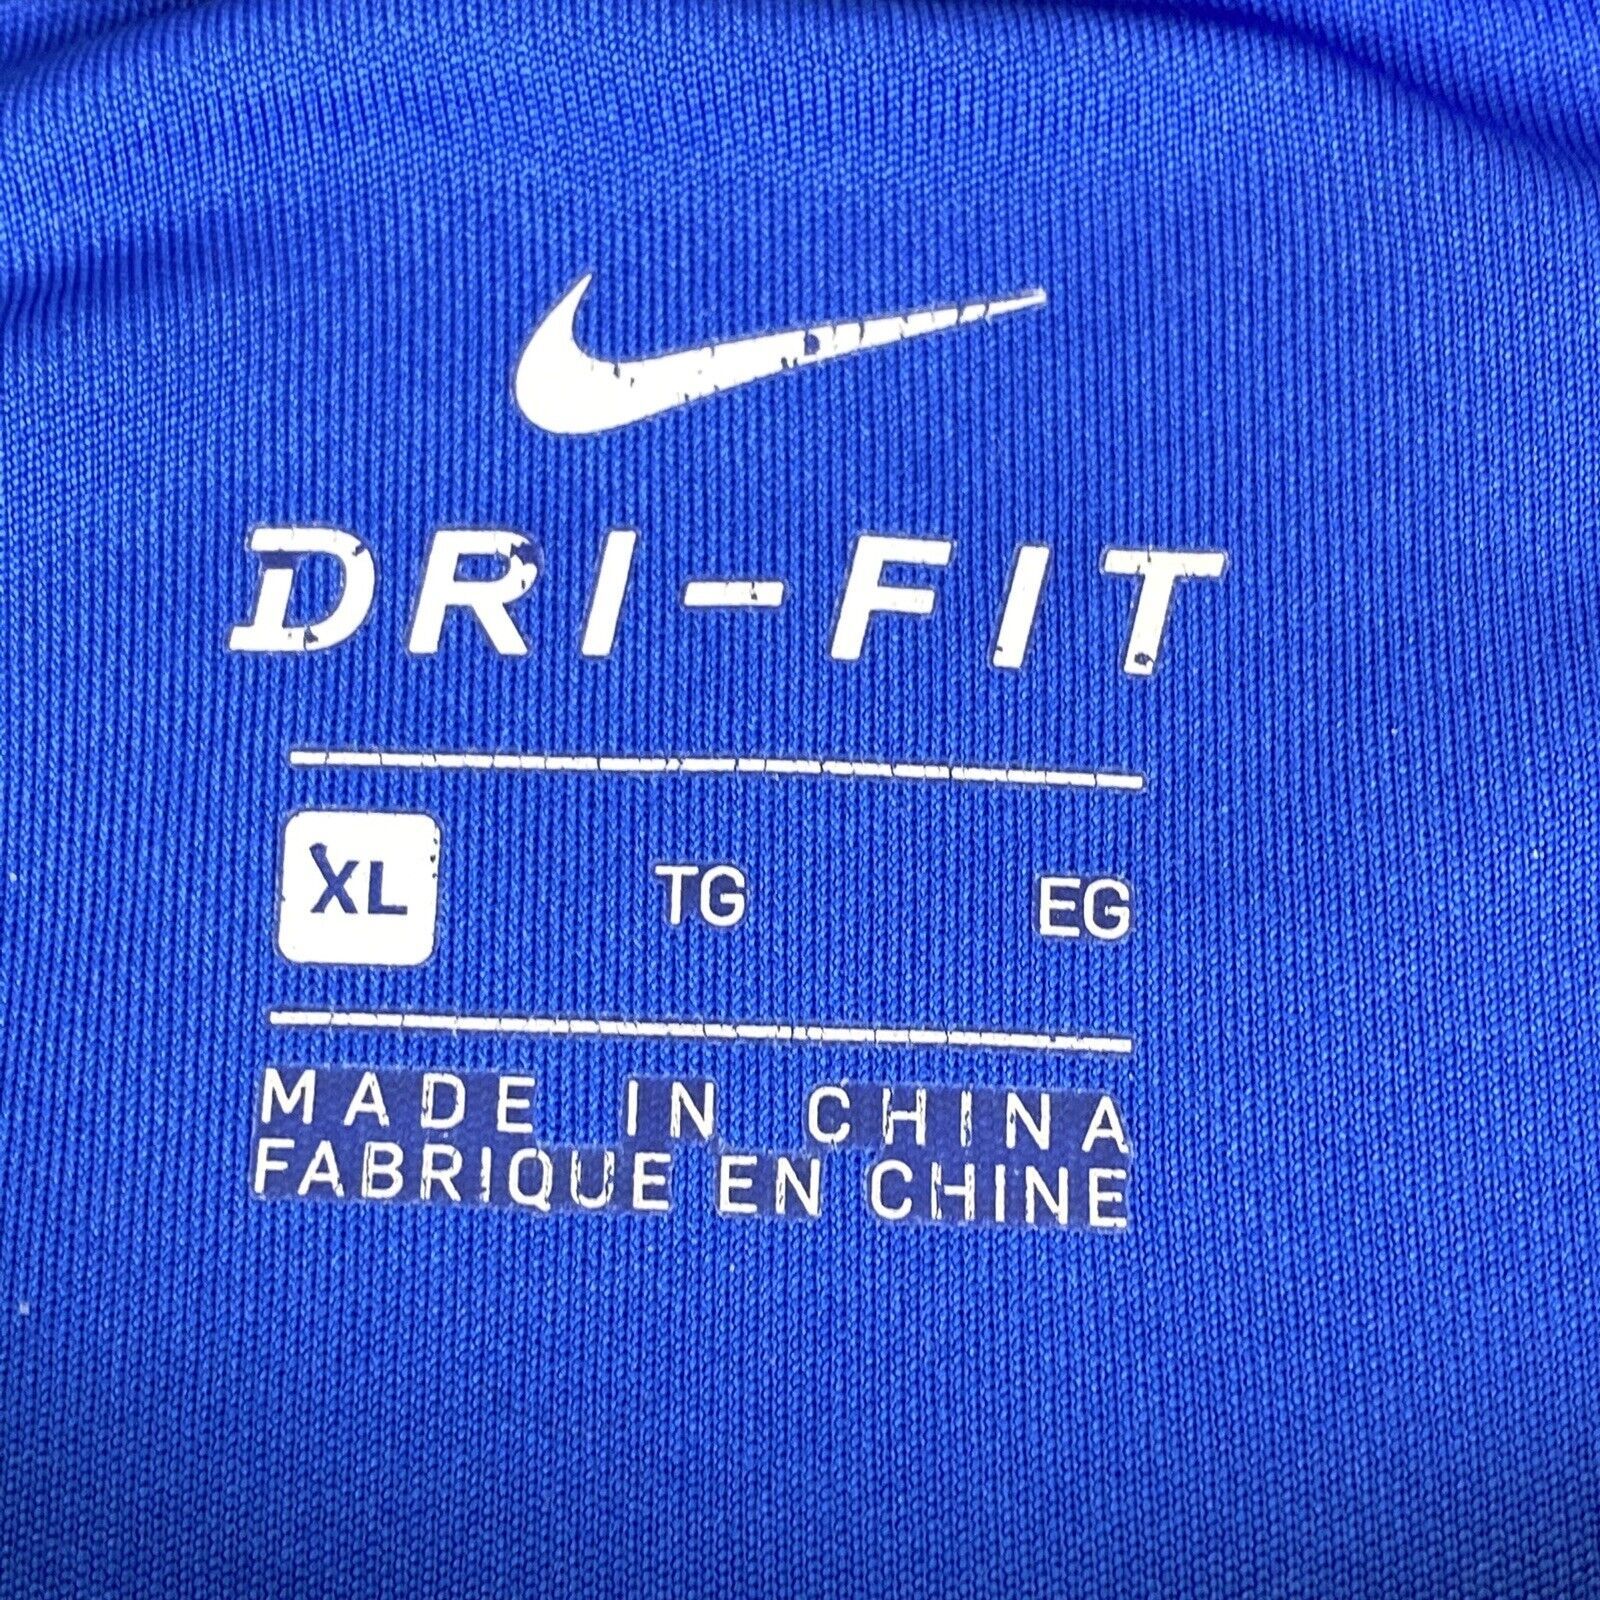 DRI-FIT
XL TG EG
MADE IN CHINA
FABRIQUE EN CHINE